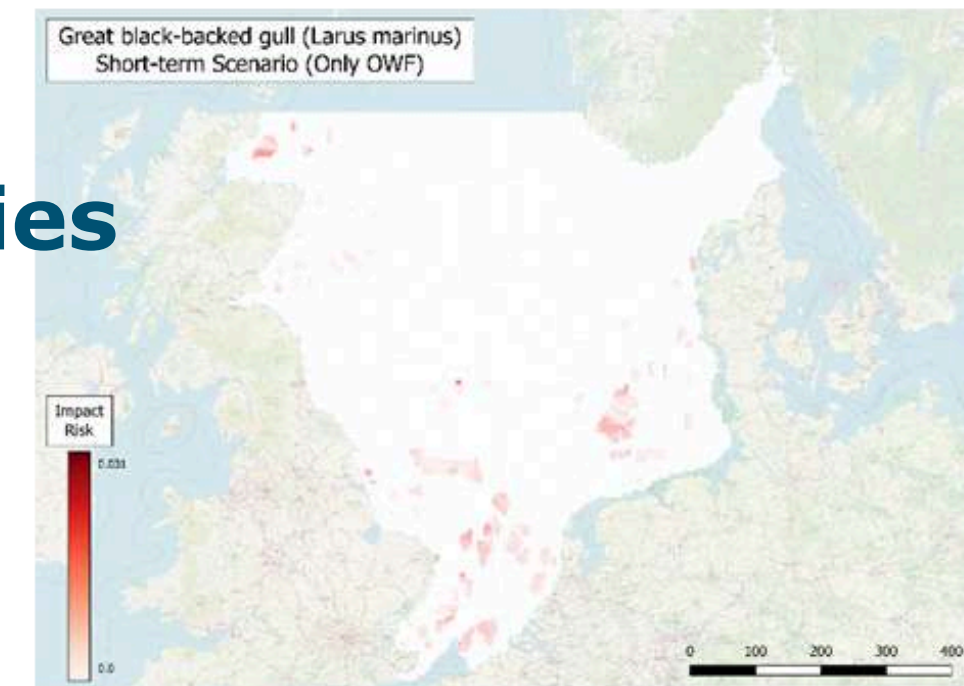 Great black-backed gull (Larus marinus)
Short-term Scenario (Only OWF)
ies
Impact
Risk
0.0
0 100 200 300 400